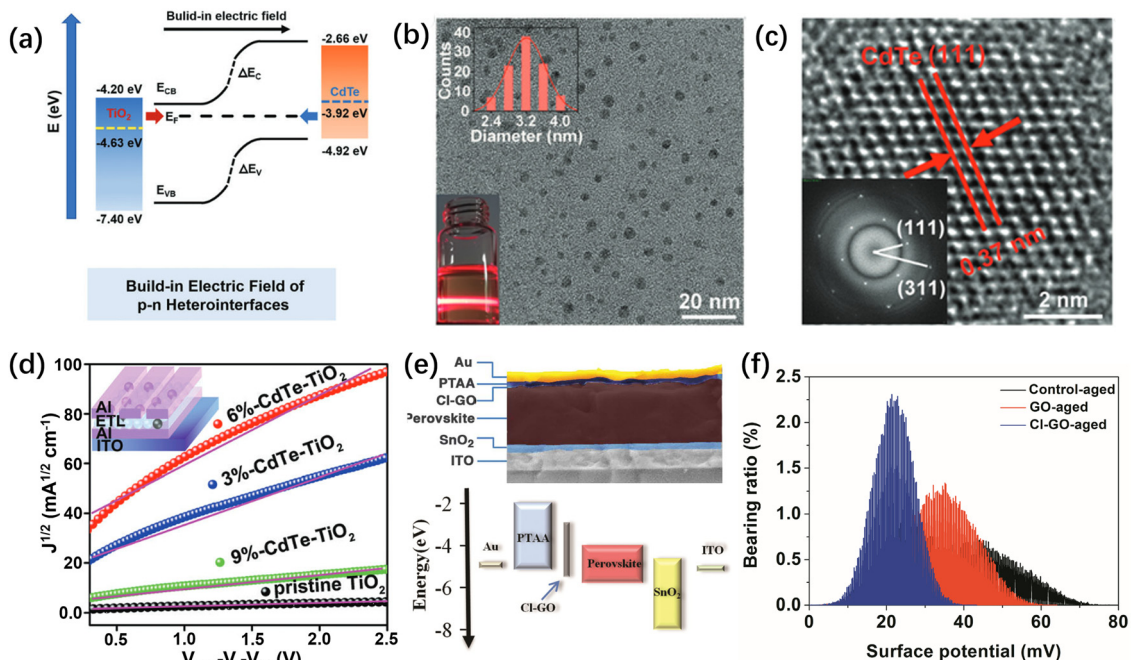 (a)
Bulid-in electric field
E (eV)
-4.20 eV
TiO2
-4.63 eV
-7.40 eV
ECB
EF
EVB
ΔEC
ΔEV
-2.66 eV
CdTe
-3.92 eV
-4.92 eV
Build-in Electric Field of
p-n Heterointerfaces
(b)
Counts
40
30
20
10
0
2.4 3.2 4.0
Diameter (nm)
20 nm
(c)
CdTe (111)
0.37 nm
(111)
(311)
2 nm
(d)
J1/2 (mA1/2 cm-1)
100
80
60
40
20
0.0
0.5 1.0 1.5 2.0 2.5
Al
ETL
Al
ITO
6%-CdTe-TiO2
3%-CdTe-TiO2
9%-CdTe-TiO2
pristine TiO2
(V)
(e)
Au
PTAA
Cl-GO
Perovskite
SnO2
ITO
Energy(eV)
-2
-4
-6
-8
Au
PTAA
Cl-GO
Perovskite
SnO2
ITO
(f)
Bearing ratio (%)
2.5
2.0
1.5
1.0
0.5
0.0
0 20 40 60 80
Surface potential (mV)
Control-aged
GO-aged
Cl-GO-aged